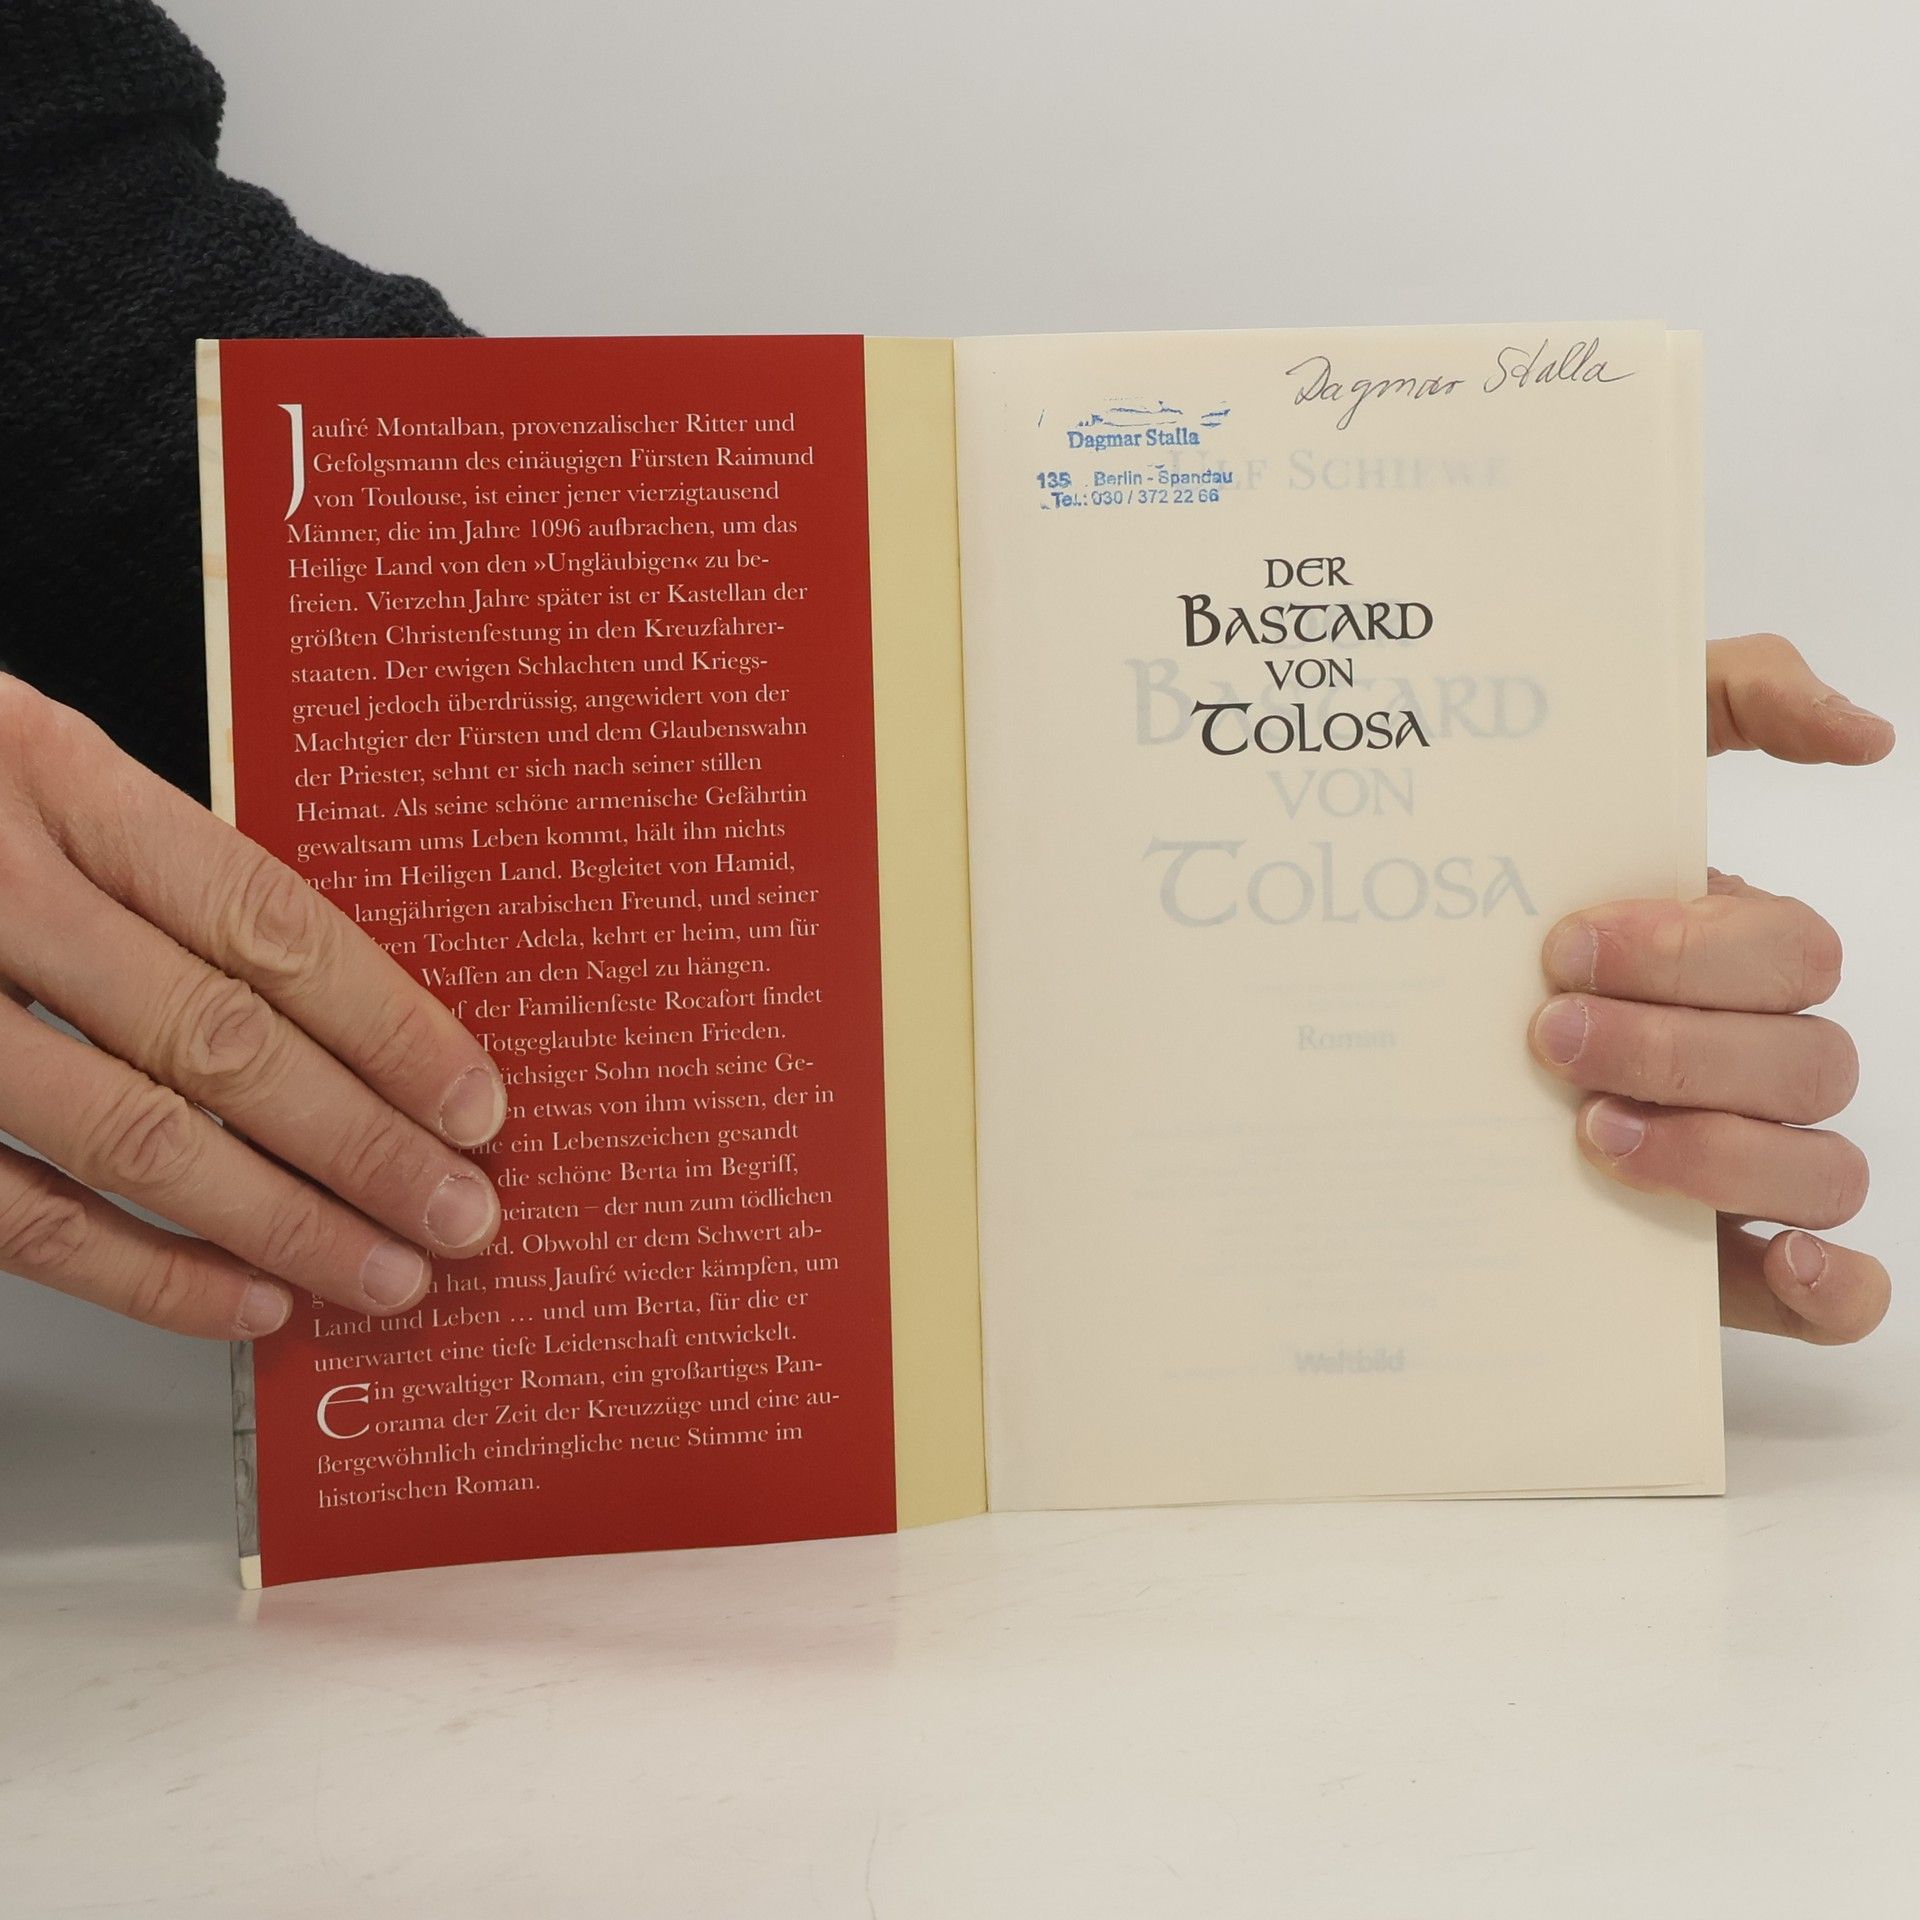 Jaufré Montalban, provenzalischer Ritter und
Gefolgsmann des einäugigen Fürsten Raimund
von Toulouse, ist einer jener vierzigtausend
Männer, die im Jahre 1096 aufbrachen, um das
Heilige Land von den »Ungläubigen« zu be-
freien. Vierzehn Jahre später ist er Kastellan der
größten Christenfestung in den Kreuzfahrer-
staaten. Der ewigen Schlachten und Kriegs-
greuel jedoch überdrüssig, angewidert von der
Machtgier der Fürsten und dem Glaubenswahn
der Priester, sehnt er sich nach seiner stillen
Heimat. Als seine schöne armenische Gefährtin
gewaltsam ums Leben kommt, hält ihn nichts
mehr im Heiligen Land. Begleitet von Hamid,
langjährigen arabischen Freund, und seiner
Tochter Adela, kehrt er heim, um für
Waffen an den Nagel zu hängen.
der Familienfeste Rocafort findet
Totgeglaubte keinen Frieden.
Sohn noch seine Ge-
etwas von ihm wissen, der in
ein Lebenszeichen gesandt
die schöne Berta im Begriff,
– der nun zum tödlichen
Obwohl er dem Schwert ab-
hat, muss Jaufré wieder kämpfen, um
Land und Leben … und um Berta, für die er
unerwartet eine tiefe Leidenschaft entwickelt.
Ein gewaltiger Roman, ein großartiges Pan-
orama der Zeit der Kreuzzüge und eine au-
ßergewöhnlich eindringliche neue Stimme im
historischen Roman.
Dagmar Stalla
Dagmar Stalla
135 Berlin - Spandau
Tel.: 030 / 372 22 66
ULF SCHIEWE
DER
BASTARD
VON
TOLOSA
DER
BASTARD
VON
TOLOSA
Roman
Weltbild